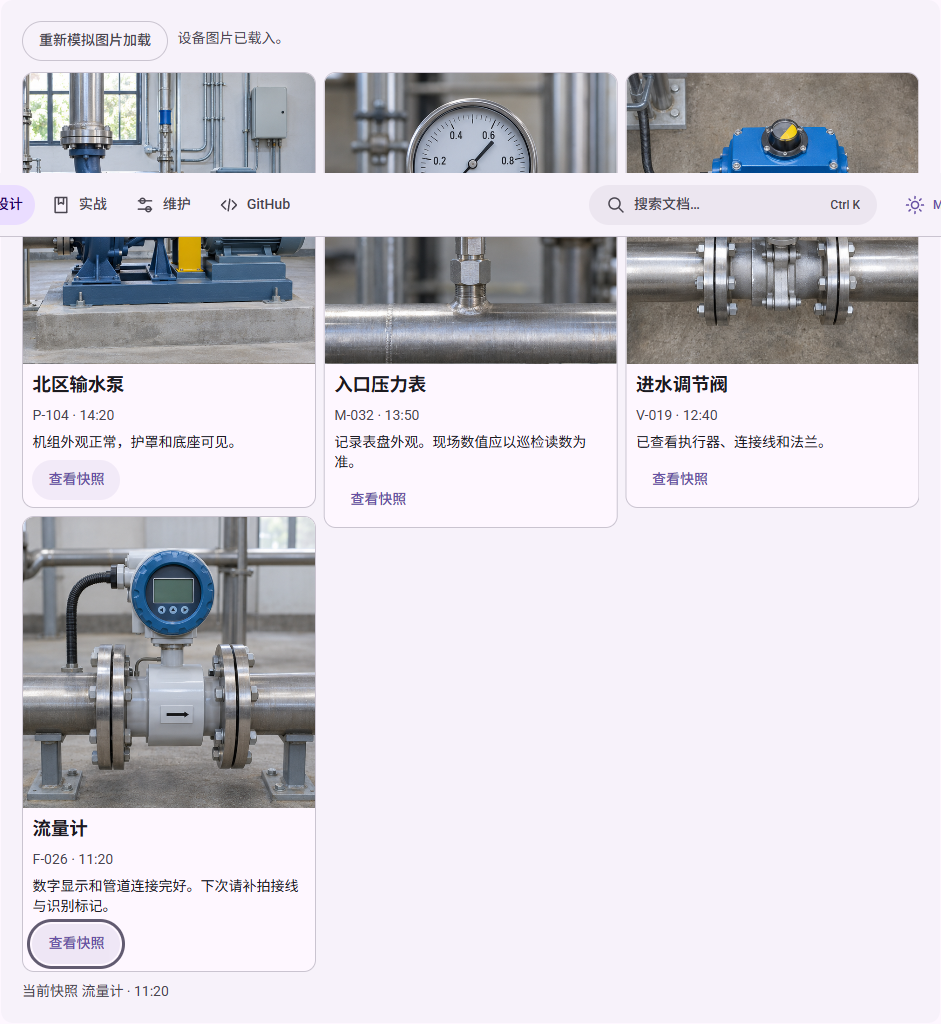 重新模拟图片加载
设备图片已载入。
0.2
0.4
0.6
0.8
设计
实战
维护
GitHub
搜索文档...
Ctrl K
北区输水泵
P-104 · 14:20
机组外观正常，护罩和底座可见。
查看快照
入口压力表
M-032 · 13:50
记录表盘外观。现场数值应以巡检读数为
准。
查看快照
进水调节阀
V-019 · 12:40
已查看执行器、连接线和法兰。
查看快照
流量计
F-026 · 11:20
数字显示和管道连接完好。下次请补拍接线
与识别标记。
查看快照
当前快照 流量计 · 11:20